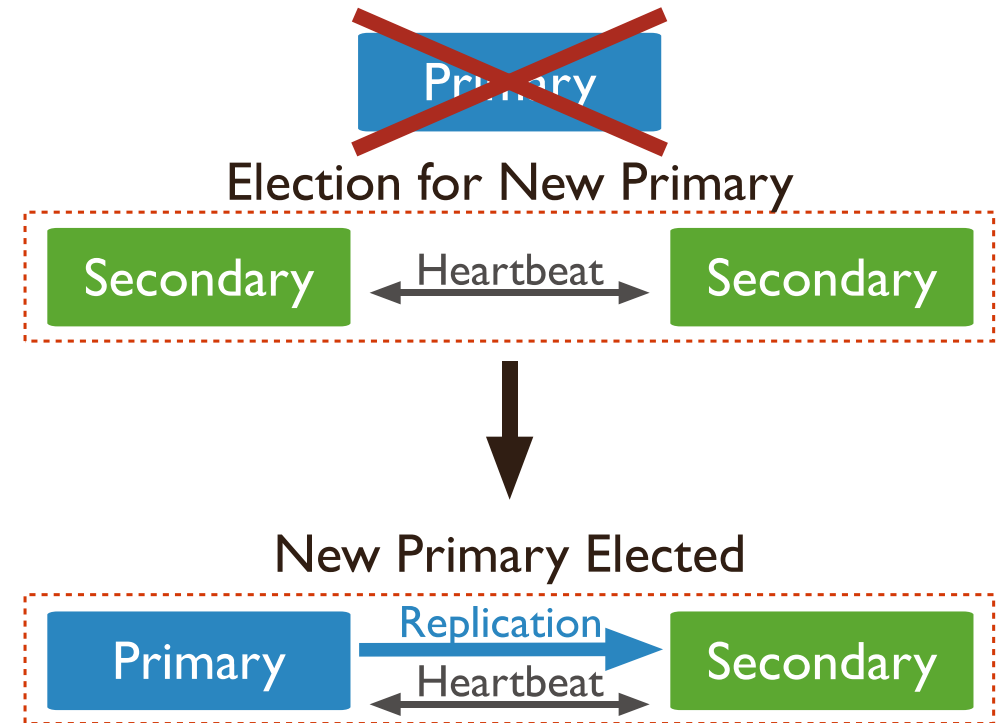 Primary
Election for New Primary
Secondary
Heartbeat
Secondary
New Primary Elected
Primary
Replication
Heartbeat
Secondary